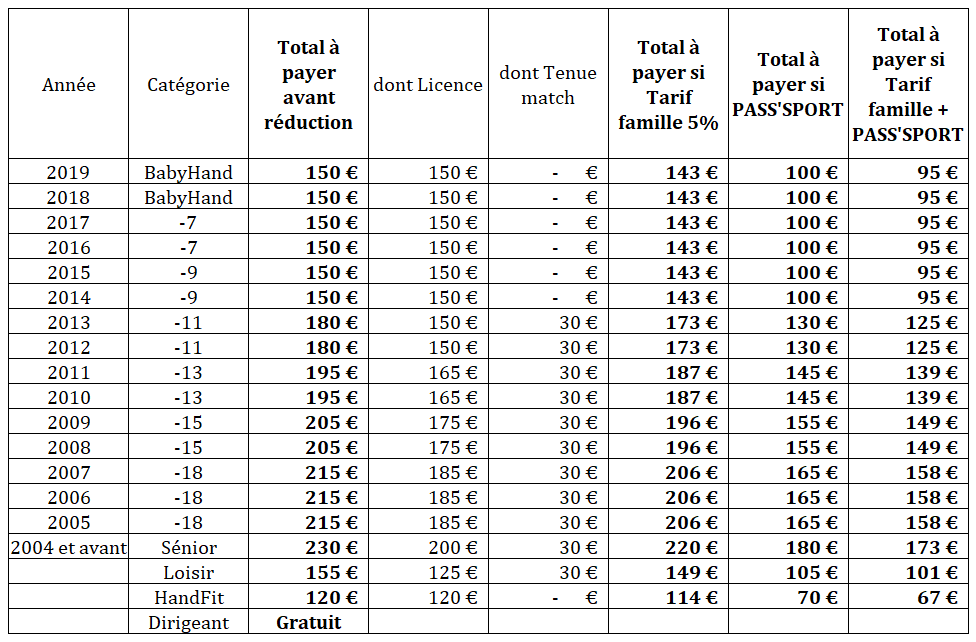 Année Catégorie Total à payer avant réduction dont Licence dont Tenue match Total à payer si Tarif famille 5% Total à payer si PASS'SPORT Total à payer si Tarif famille + PASS'SPORT
2019 BabyHand 150 € 150 € - € 143 € 100 € 95 €
2018 BabyHand 150 € 150 € - € 143 € 100 € 95 €
2017 -7 150 € 150 € - € 143 € 100 € 95 €
2016 -7 150 € 150 € - € 143 € 100 € 95 €
2015 -9 150 € 150 € - € 143 € 100 € 95 €
2014 -9 150 € 150 € - € 143 € 100 € 95 €
2013 -11 180 € 150 € 30 € 173 € 130 € 125 €
2012 -11 180 € 150 € 30 € 173 € 130 € 125 €
2011 -13 195 € 165 € 30 € 187 € 145 € 139 €
2010 -13 195 € 165 € 30 € 187 € 145 € 139 €
2009 -15 205 € 175 € 30 € 196 € 155 € 149 €
2008 -15 205 € 175 € 30 € 196 € 155 € 149 €
2007 -18 215 € 185 € 30 € 206 € 165 € 158 €
2006 -18 215 € 185 € 30 € 206 € 165 € 158 €
2005 -18 215 € 185 € 30 € 206 € 165 € 158 €
2004 et avant Sénior 230 € 200 € 30 € 220 € 180 € 173 €
Loisir 155 € 125 € 30 € 149 € 105 € 101 €
HandFit 120 € 120 € - € 114 € 70 € 67 €
Dirigeant Gratuit